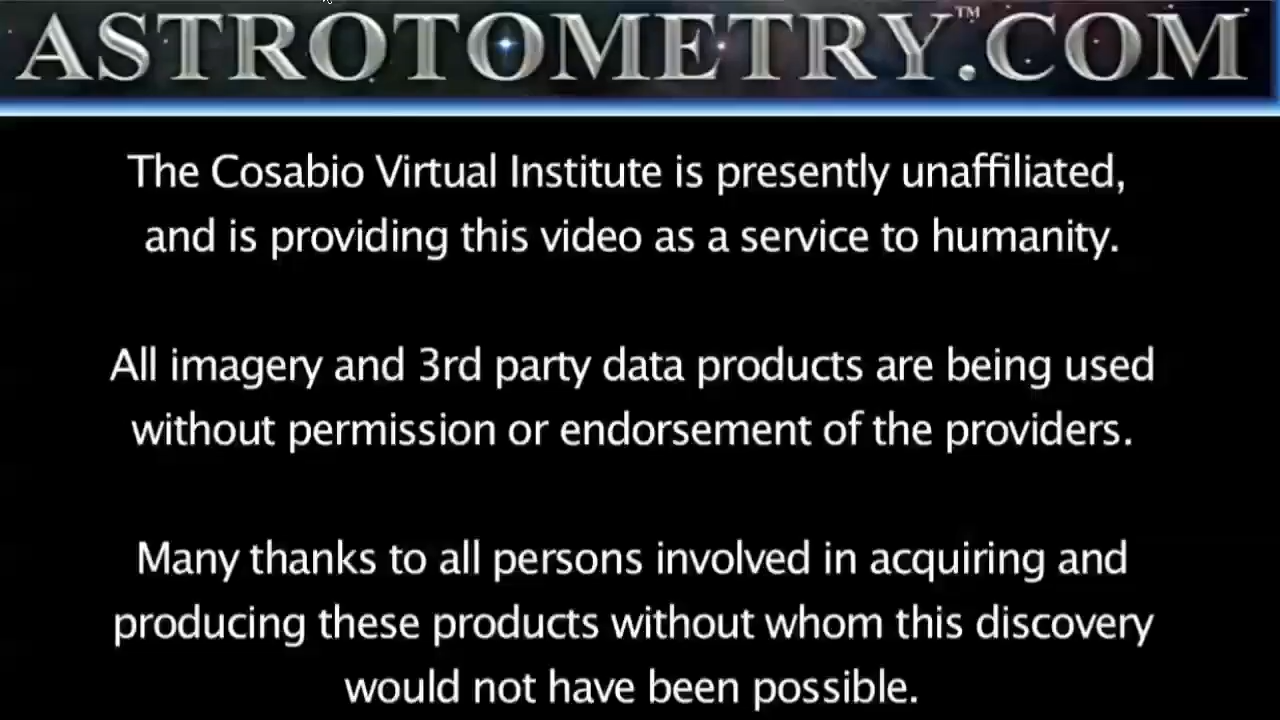 ASTROTOMETRY™.COM
The Cosabio Virtual Institute is presently unaffiliated,
and is providing this video as a service to humanity.
All imagery and 3rd party data products are being used
without permission or endorsement of the providers.
Many thanks to all persons involved in acquiring and
producing these products without whom this discovery
would not have been possible.